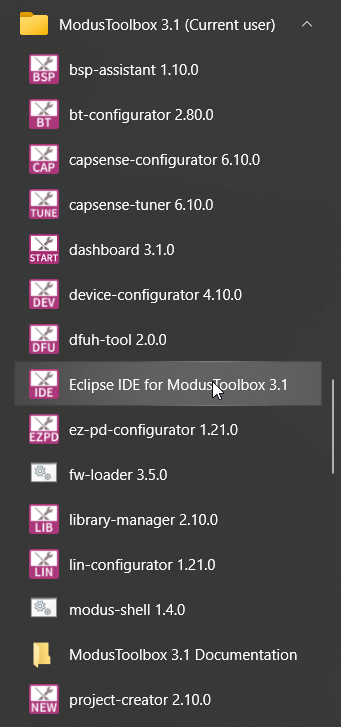 ModusToolbox 3.1 (Current user)
BSP bsp-assistant 1.10.0
BT bt-configurator 2.80.0
CAP capsense-configurator 6.10.0
TUNE capsense-tuner 6.10.0
START dashboard 3.1.0
DEV device-configurator 4.10.0
DFU dfuh-tool 2.0.0
IDE Eclipse IDE for ModusToolbox 3.1
EZPD ez-pd-configurator 1.21.0
fw-loader 3.5.0
LIB library-manager 2.10.0
LIN lin-configurator 1.21.0
modus-shell 1.4.0
ModusToolbox 3.1 Documentation
NEW project-creator 2.10.0